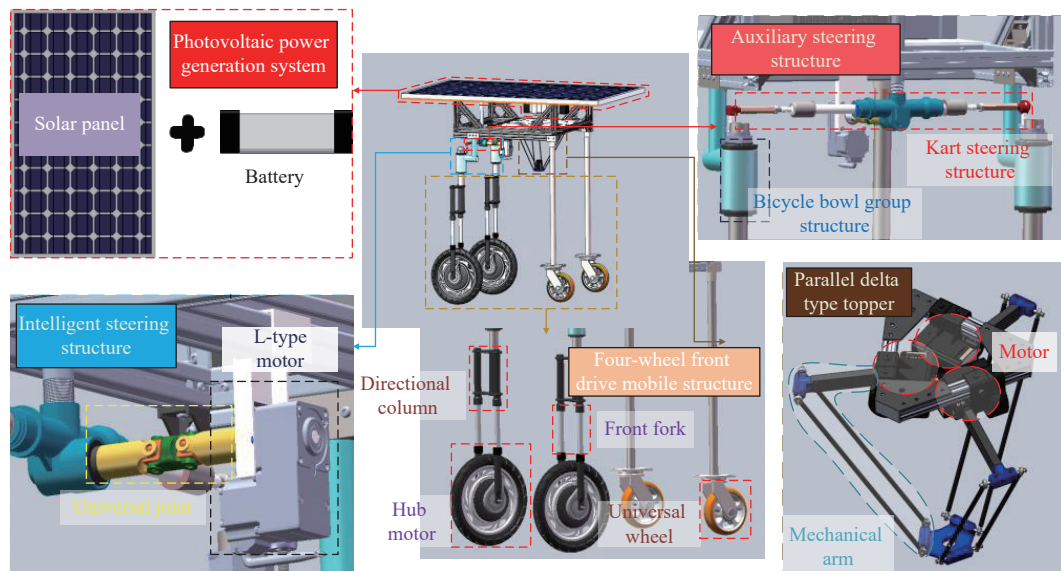 Photovoltaic power
generation system
Solar panel
Battery
Auxiliary steering
structure
Kart steering
structure
Bicycle bowl group
structure
Intelligent steering
structure
L-type
motor
Universal joint
Directional
column
Four-wheel front
drive mobile structure
Front fork
Hub
motor
Universal
wheel
Parallel delta
type topper
Motor
Mechanical
arm